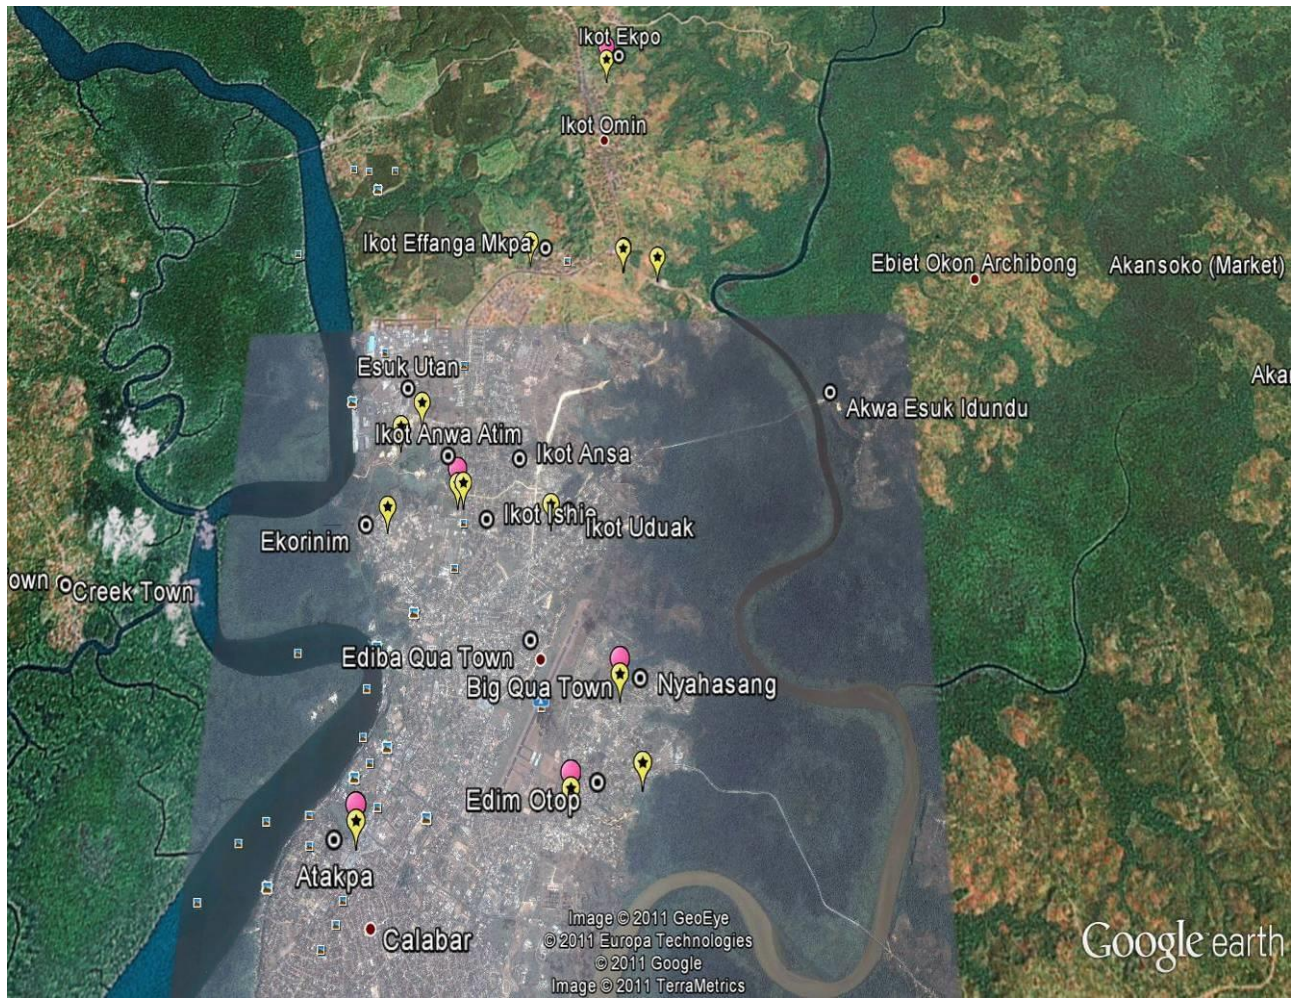 Ikot Ekpo
Ikot Omin
Ikot Effanga Mkpa
Ebiet Okon Archibong
Akansoko (Market)
Esuk Utan
Akar
Akwa Esuk Idundu
Ikot Anwa Atim
Ikot Ansa
Ikot Ishie
Ikot Uduak
Ekorinim
own
Creek Town
Ediba Qua Town
Big Qua Town
Nyahasang
Edim Otop
Atakpa
Calabar
Image © 2011 GeoEye
© 2011 Europa Technologies
© 2011 Google
Image © 2011 TerraMetrics
Google earth